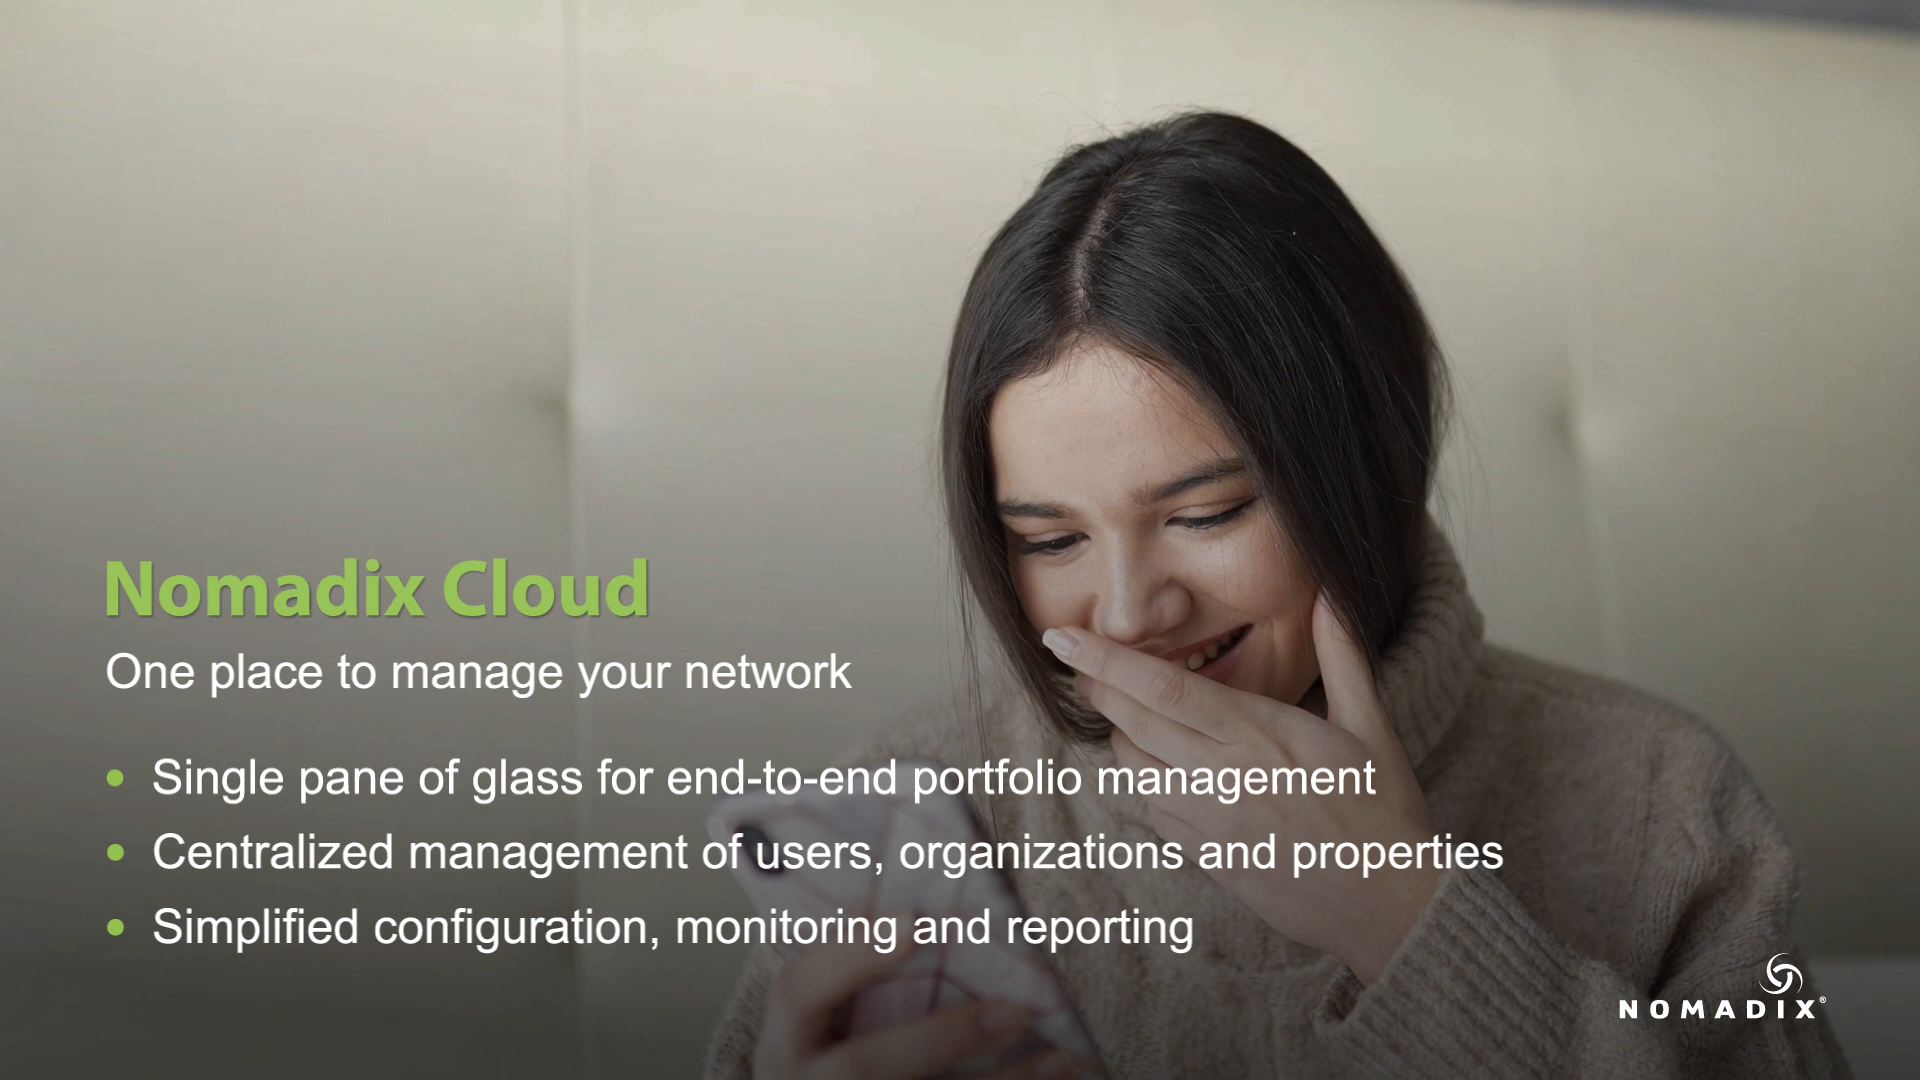 Nomadix Cloud
One place to manage your network
• Single pane of glass for end-to-end portfolio management
• Centralized management of users, organizations and properties
• Simplified configuration, monitoring and reporting
NOMADIX®